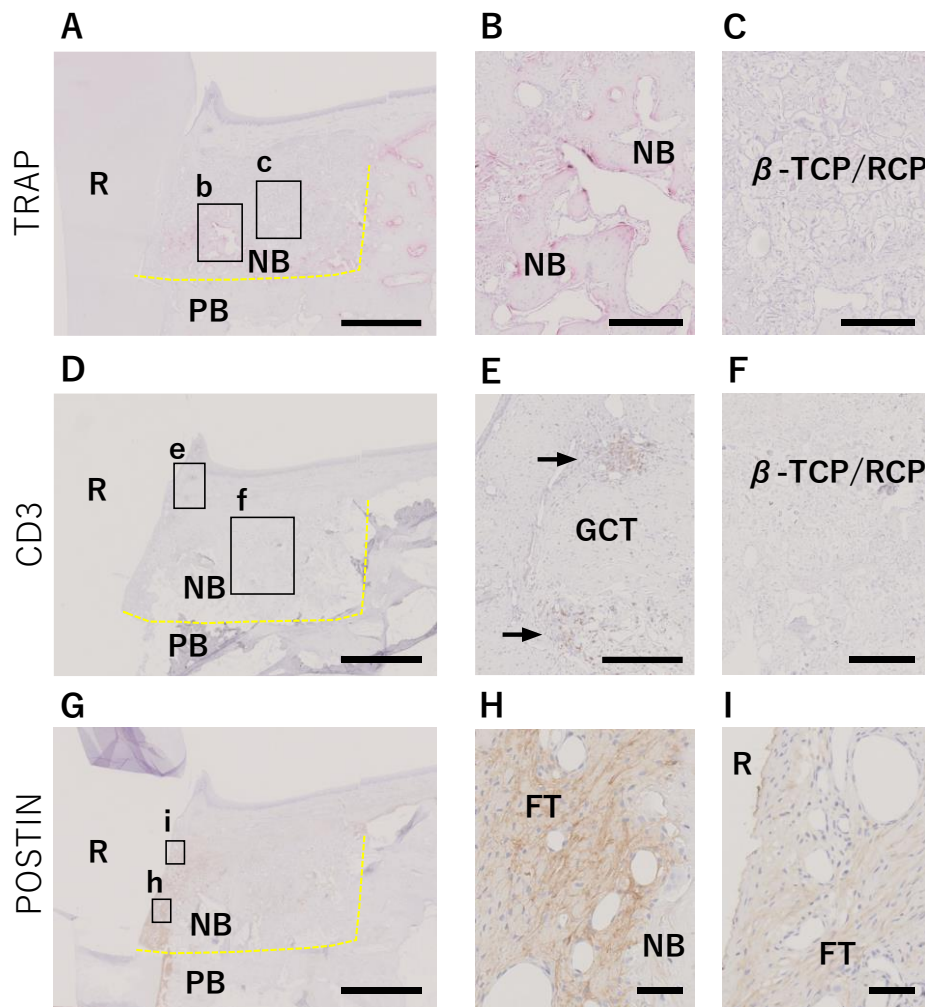 A
B
C
TRAP
R
b
c
NB
PB
NB
NB
β-TCP/RCP
D
E
F
CD3
R
e
f
NB
PB
GCT
β-TCP/RCP
G
H
I
POSTIN
R
i
h
NB
PB
FT
NB
R
FT